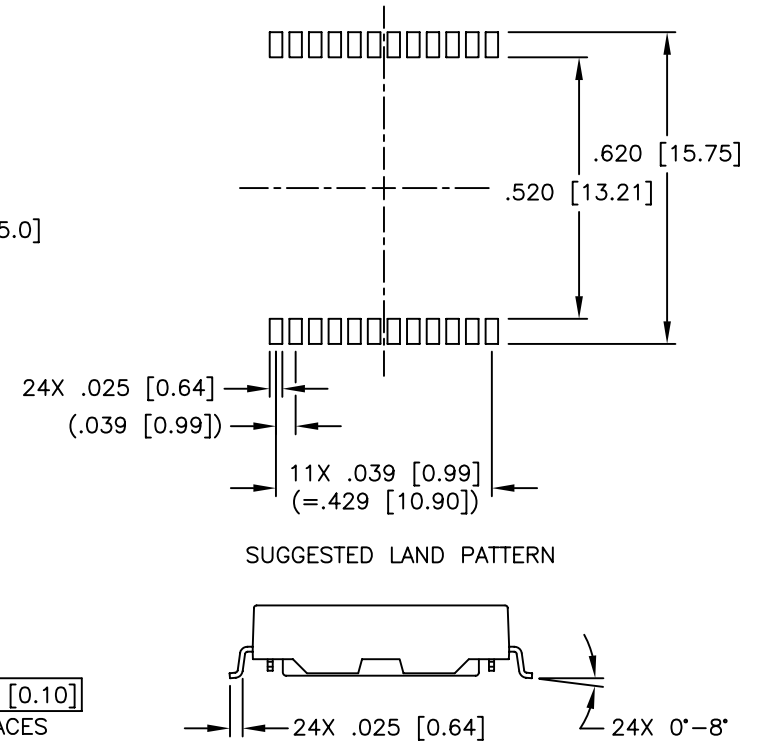 .620 [15.75]
.520 [13.21]
5.0]
24X .025 [0.64]
(.039 [0.99])
11X .039 [0.99]
(=.429 [10.90])
SUGGESTED LAND PATTERN
[0.10]
ACES
24X .025 [0.64]
24X 0°-8°